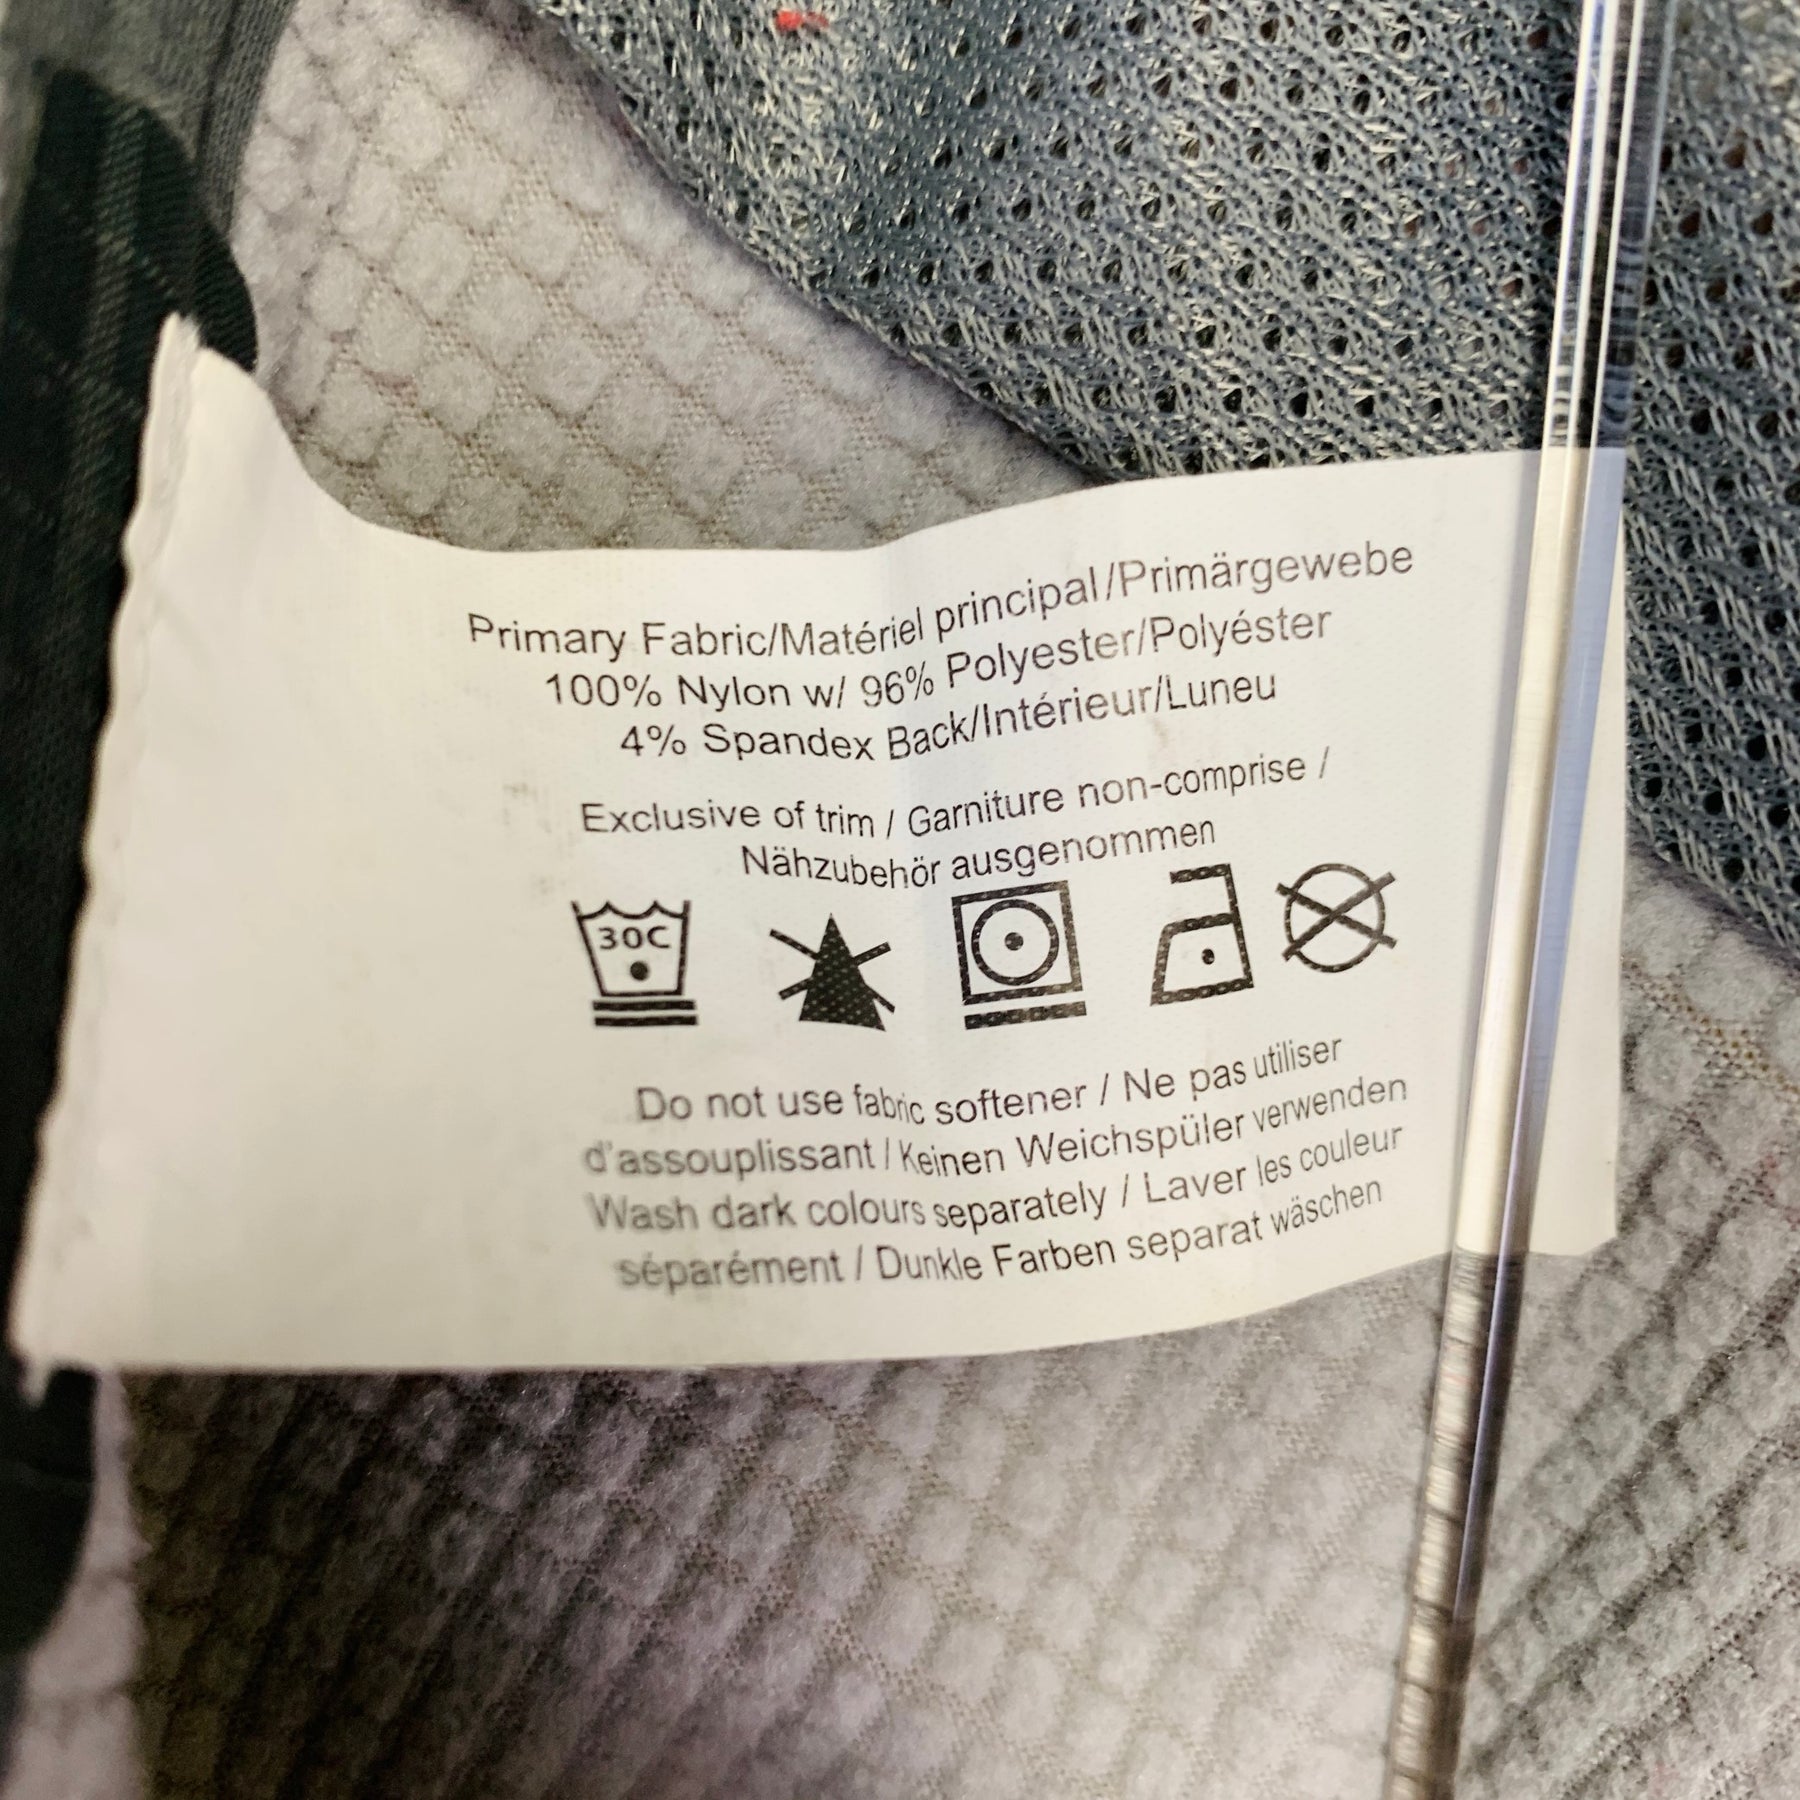 Primary Fabric/Matériel principal/Primärgewebe
100% Nylon w/ 96% Polyester/Polyéster
4% Spandex Back/Intérieur/Luneu
Exclusive of trim / Garniture non-comprise /
Nähzubehör ausgenommen
30C
Do not use fabric softener / Ne pas utiliser
d'assouplissant / Keinen Weichspüler verwenden
Wash dark colours separately / Laver les couleur
séparément / Dunkle Farben separat wäschen